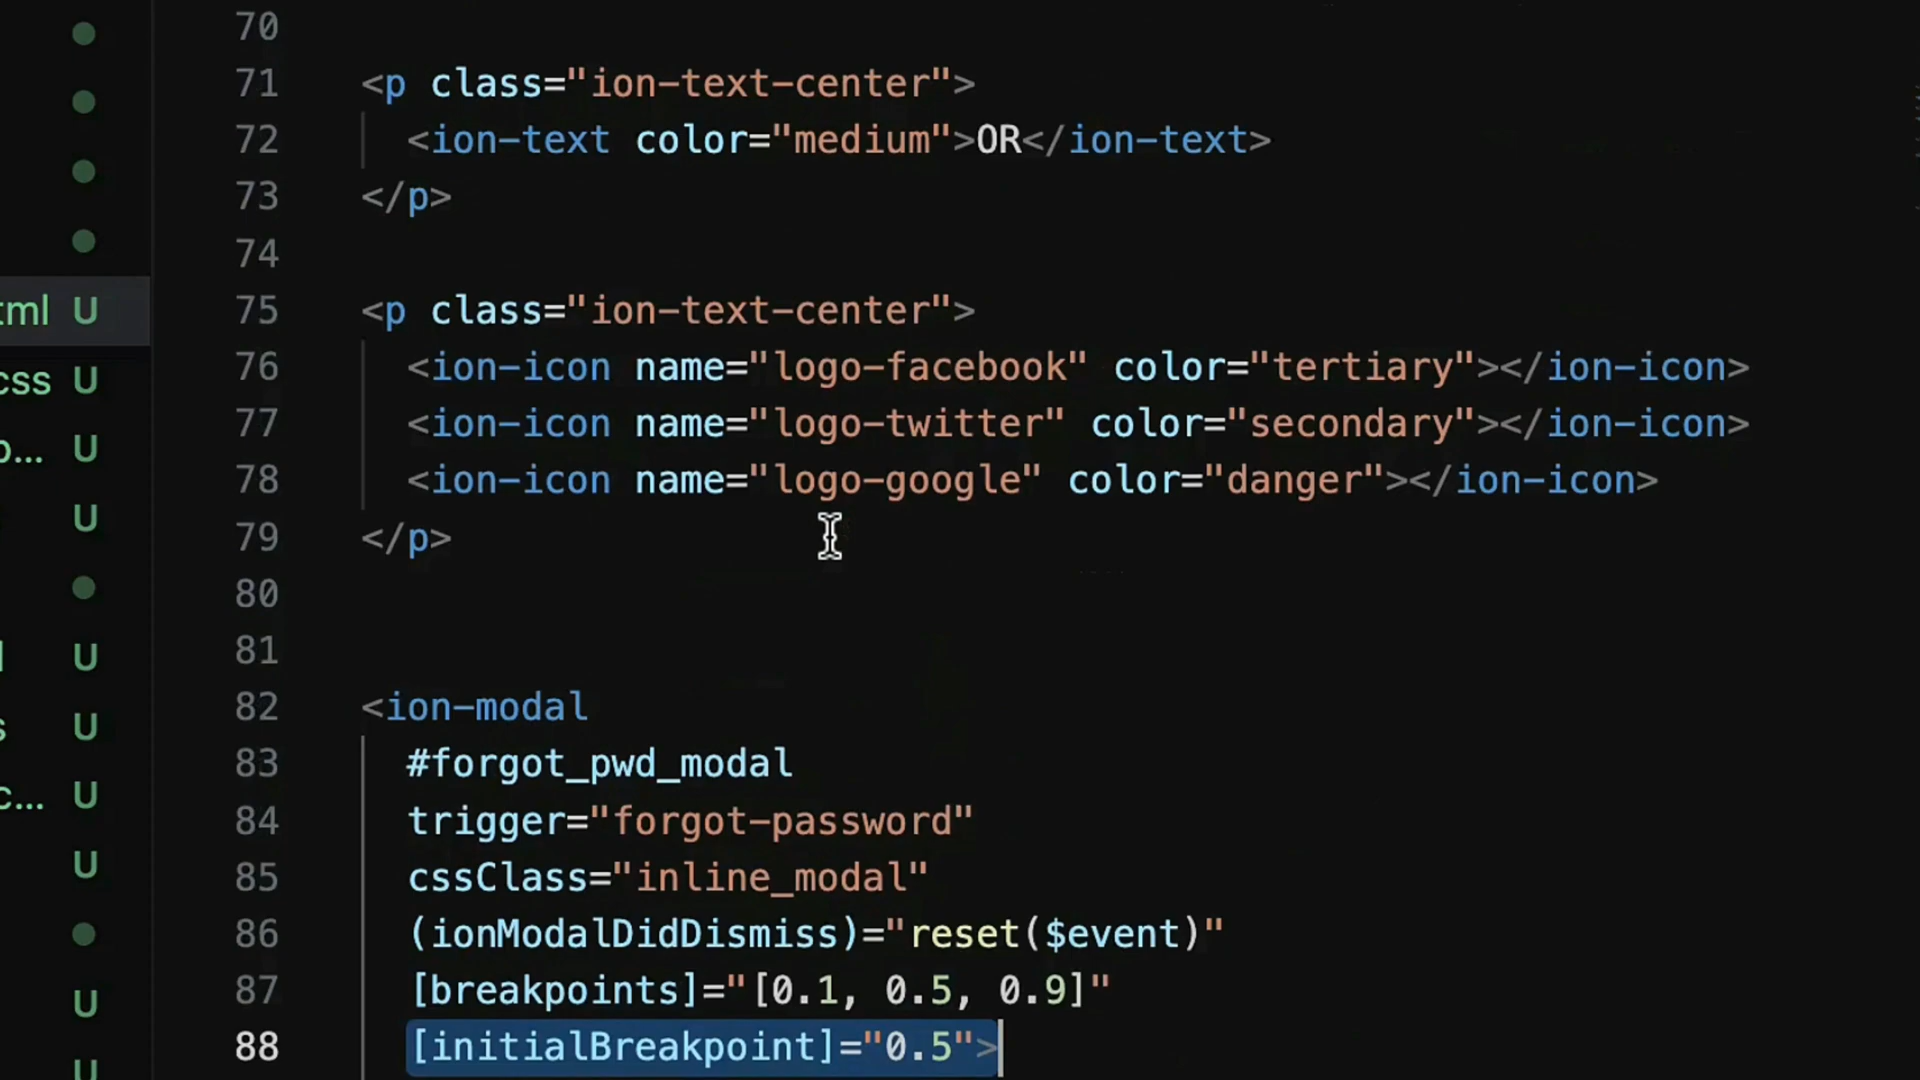 70
71 <p class="ion-text-center">
72 <ion-text color="medium">OR</ion-text>
73 </p>
74
tml U
75 <p class="ion-text-center">
76 <ion-icon name="logo-facebook" color="tertiary"></ion-icon>
css U
77 <ion-icon name="logo-twitter" color="secondary"></ion-icon>
... U
78 <ion-icon name="logo-google" color="danger"></ion-icon>
U
79 </p>
80
81
U
82 <ion-modal
s U
83 #forgot_pwd_modal
c... U
84 trigger="forgot-password"
U
85 cssClass="inline_modal"
86 (ionModalDidDismiss)="reset($event)"
87 [breakpoints]="[0.1, 0.5, 0.9]"
U
88 [initialBreakpoint]="0.5">
U